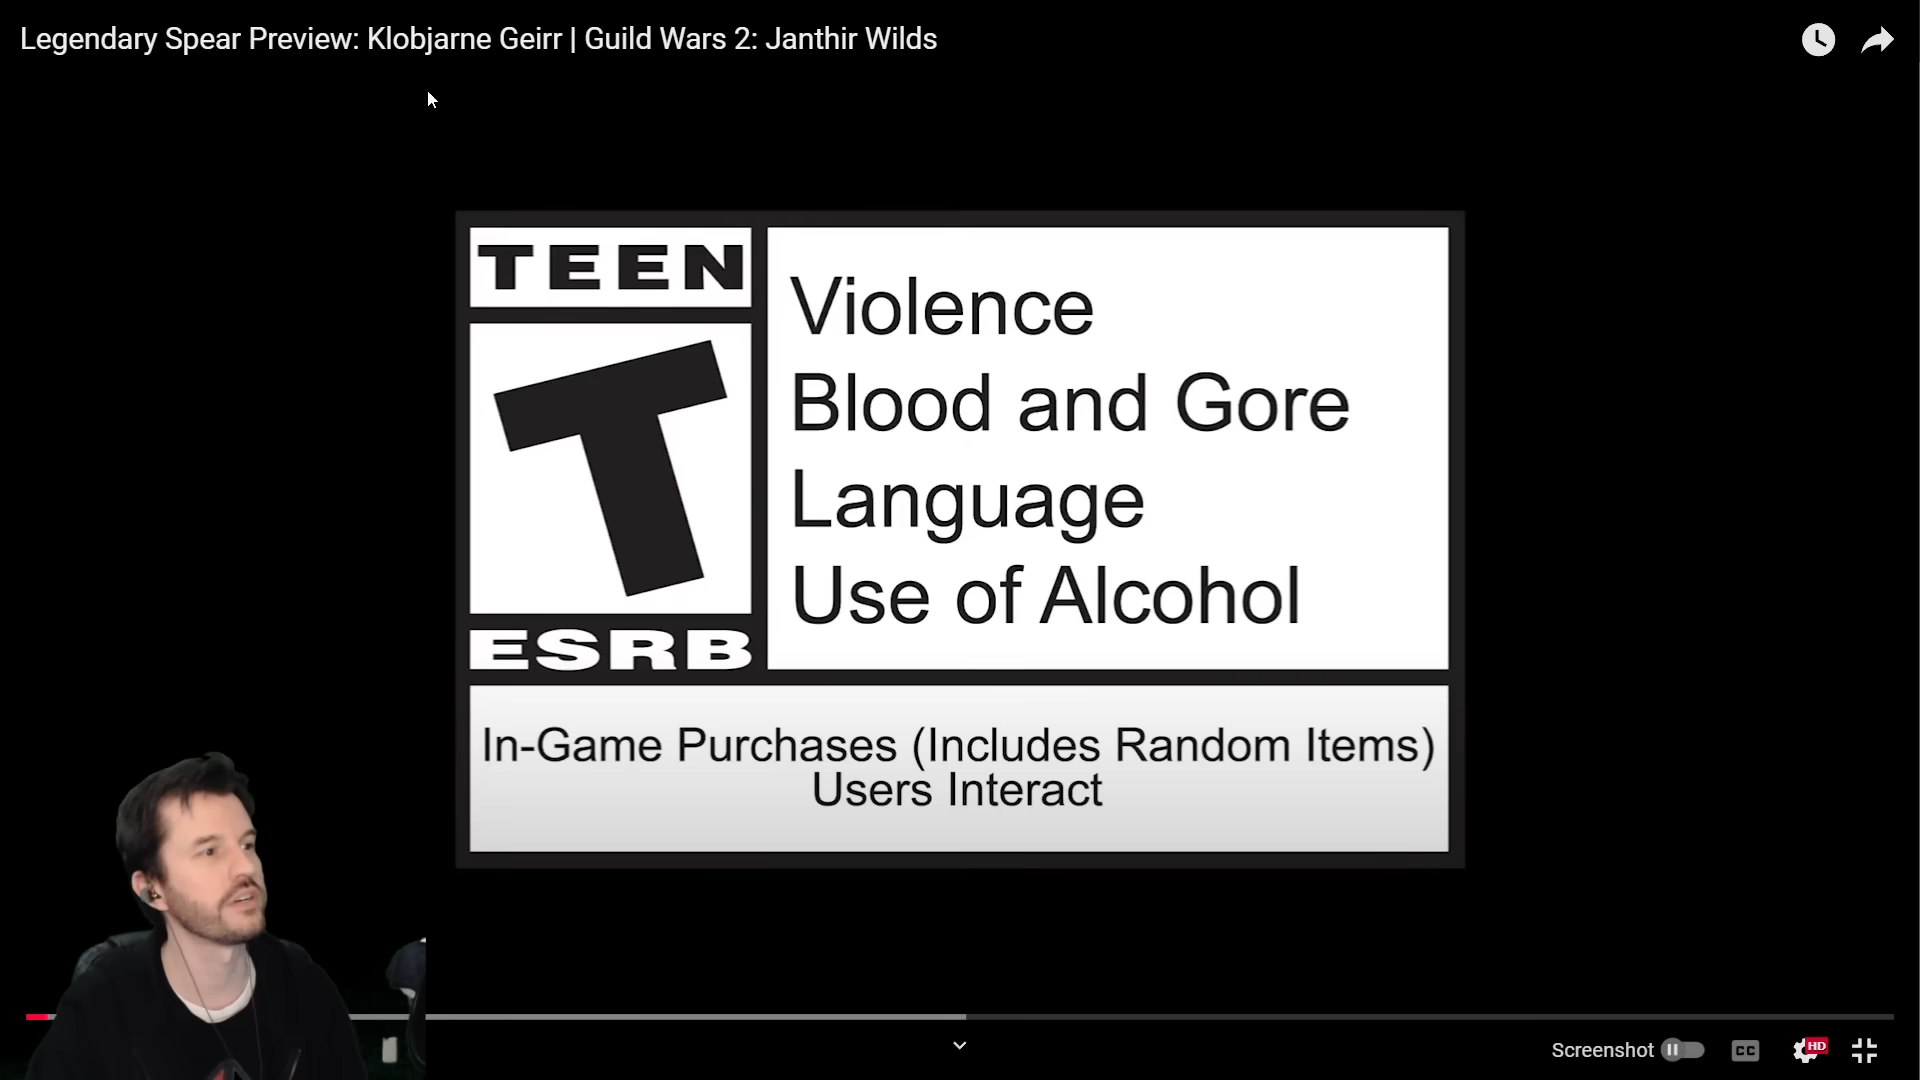 Legendary Spear Preview: Klobjarne Geirr | Guild Wars 2: Janthir Wilds
TEEN
T
ESRB
Violence
Blood and Gore
Language
Use of Alcohol
In-Game Purchases (Includes Random Items)
Users Interact
Screenshot
CC
HD